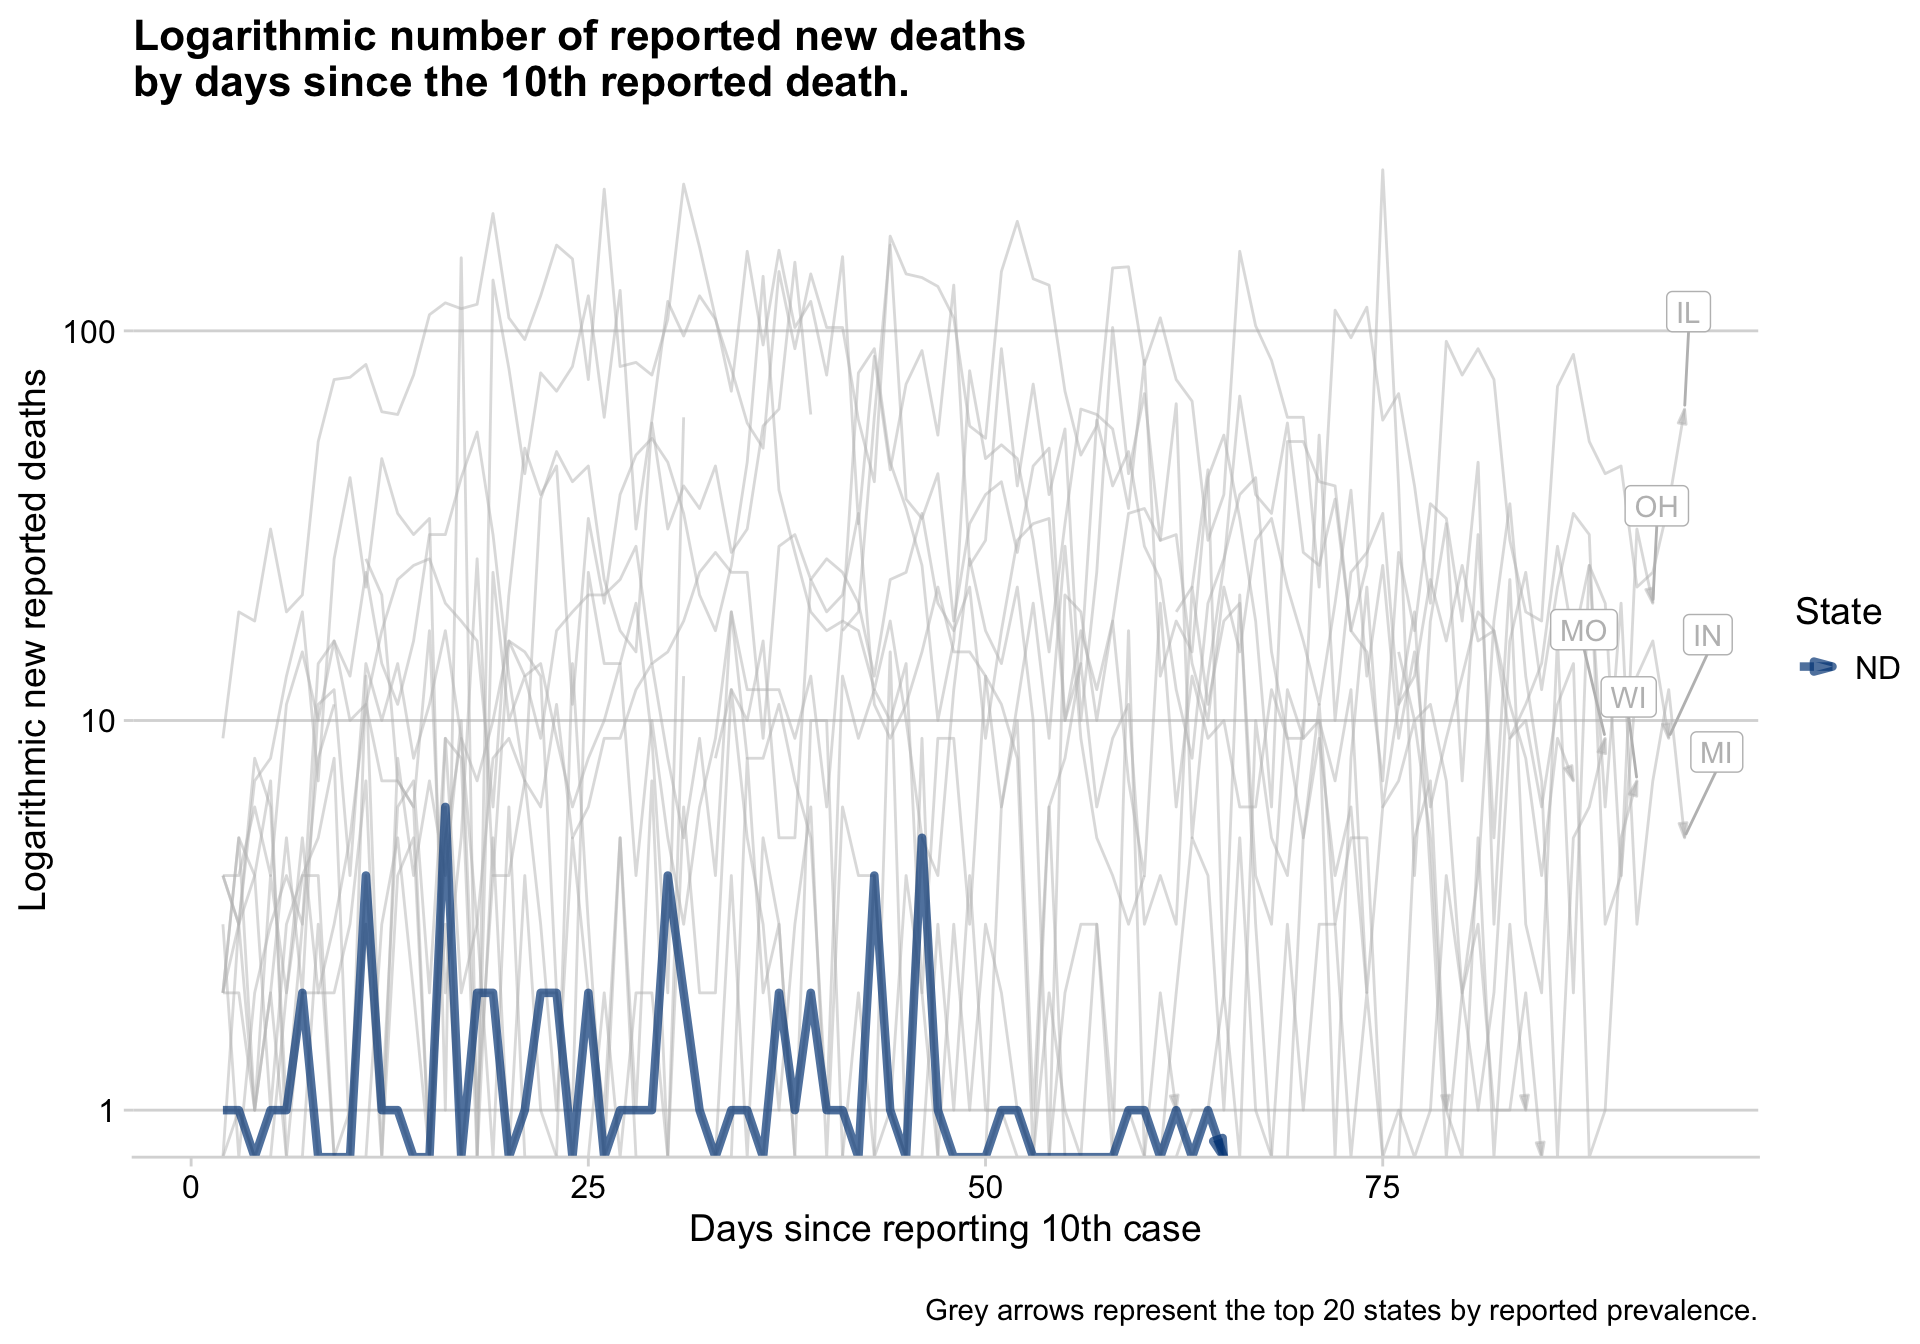 Logarithmic number of reported new deaths
by days since the 10th reported death.
Logarithmic new reported deaths
100
10
1
IL
OH
MO
IN
WI
MI
State
ND
0
25
50
75
Days since reporting 10th case
Grey arrows represent the top 20 states by reported prevalence.